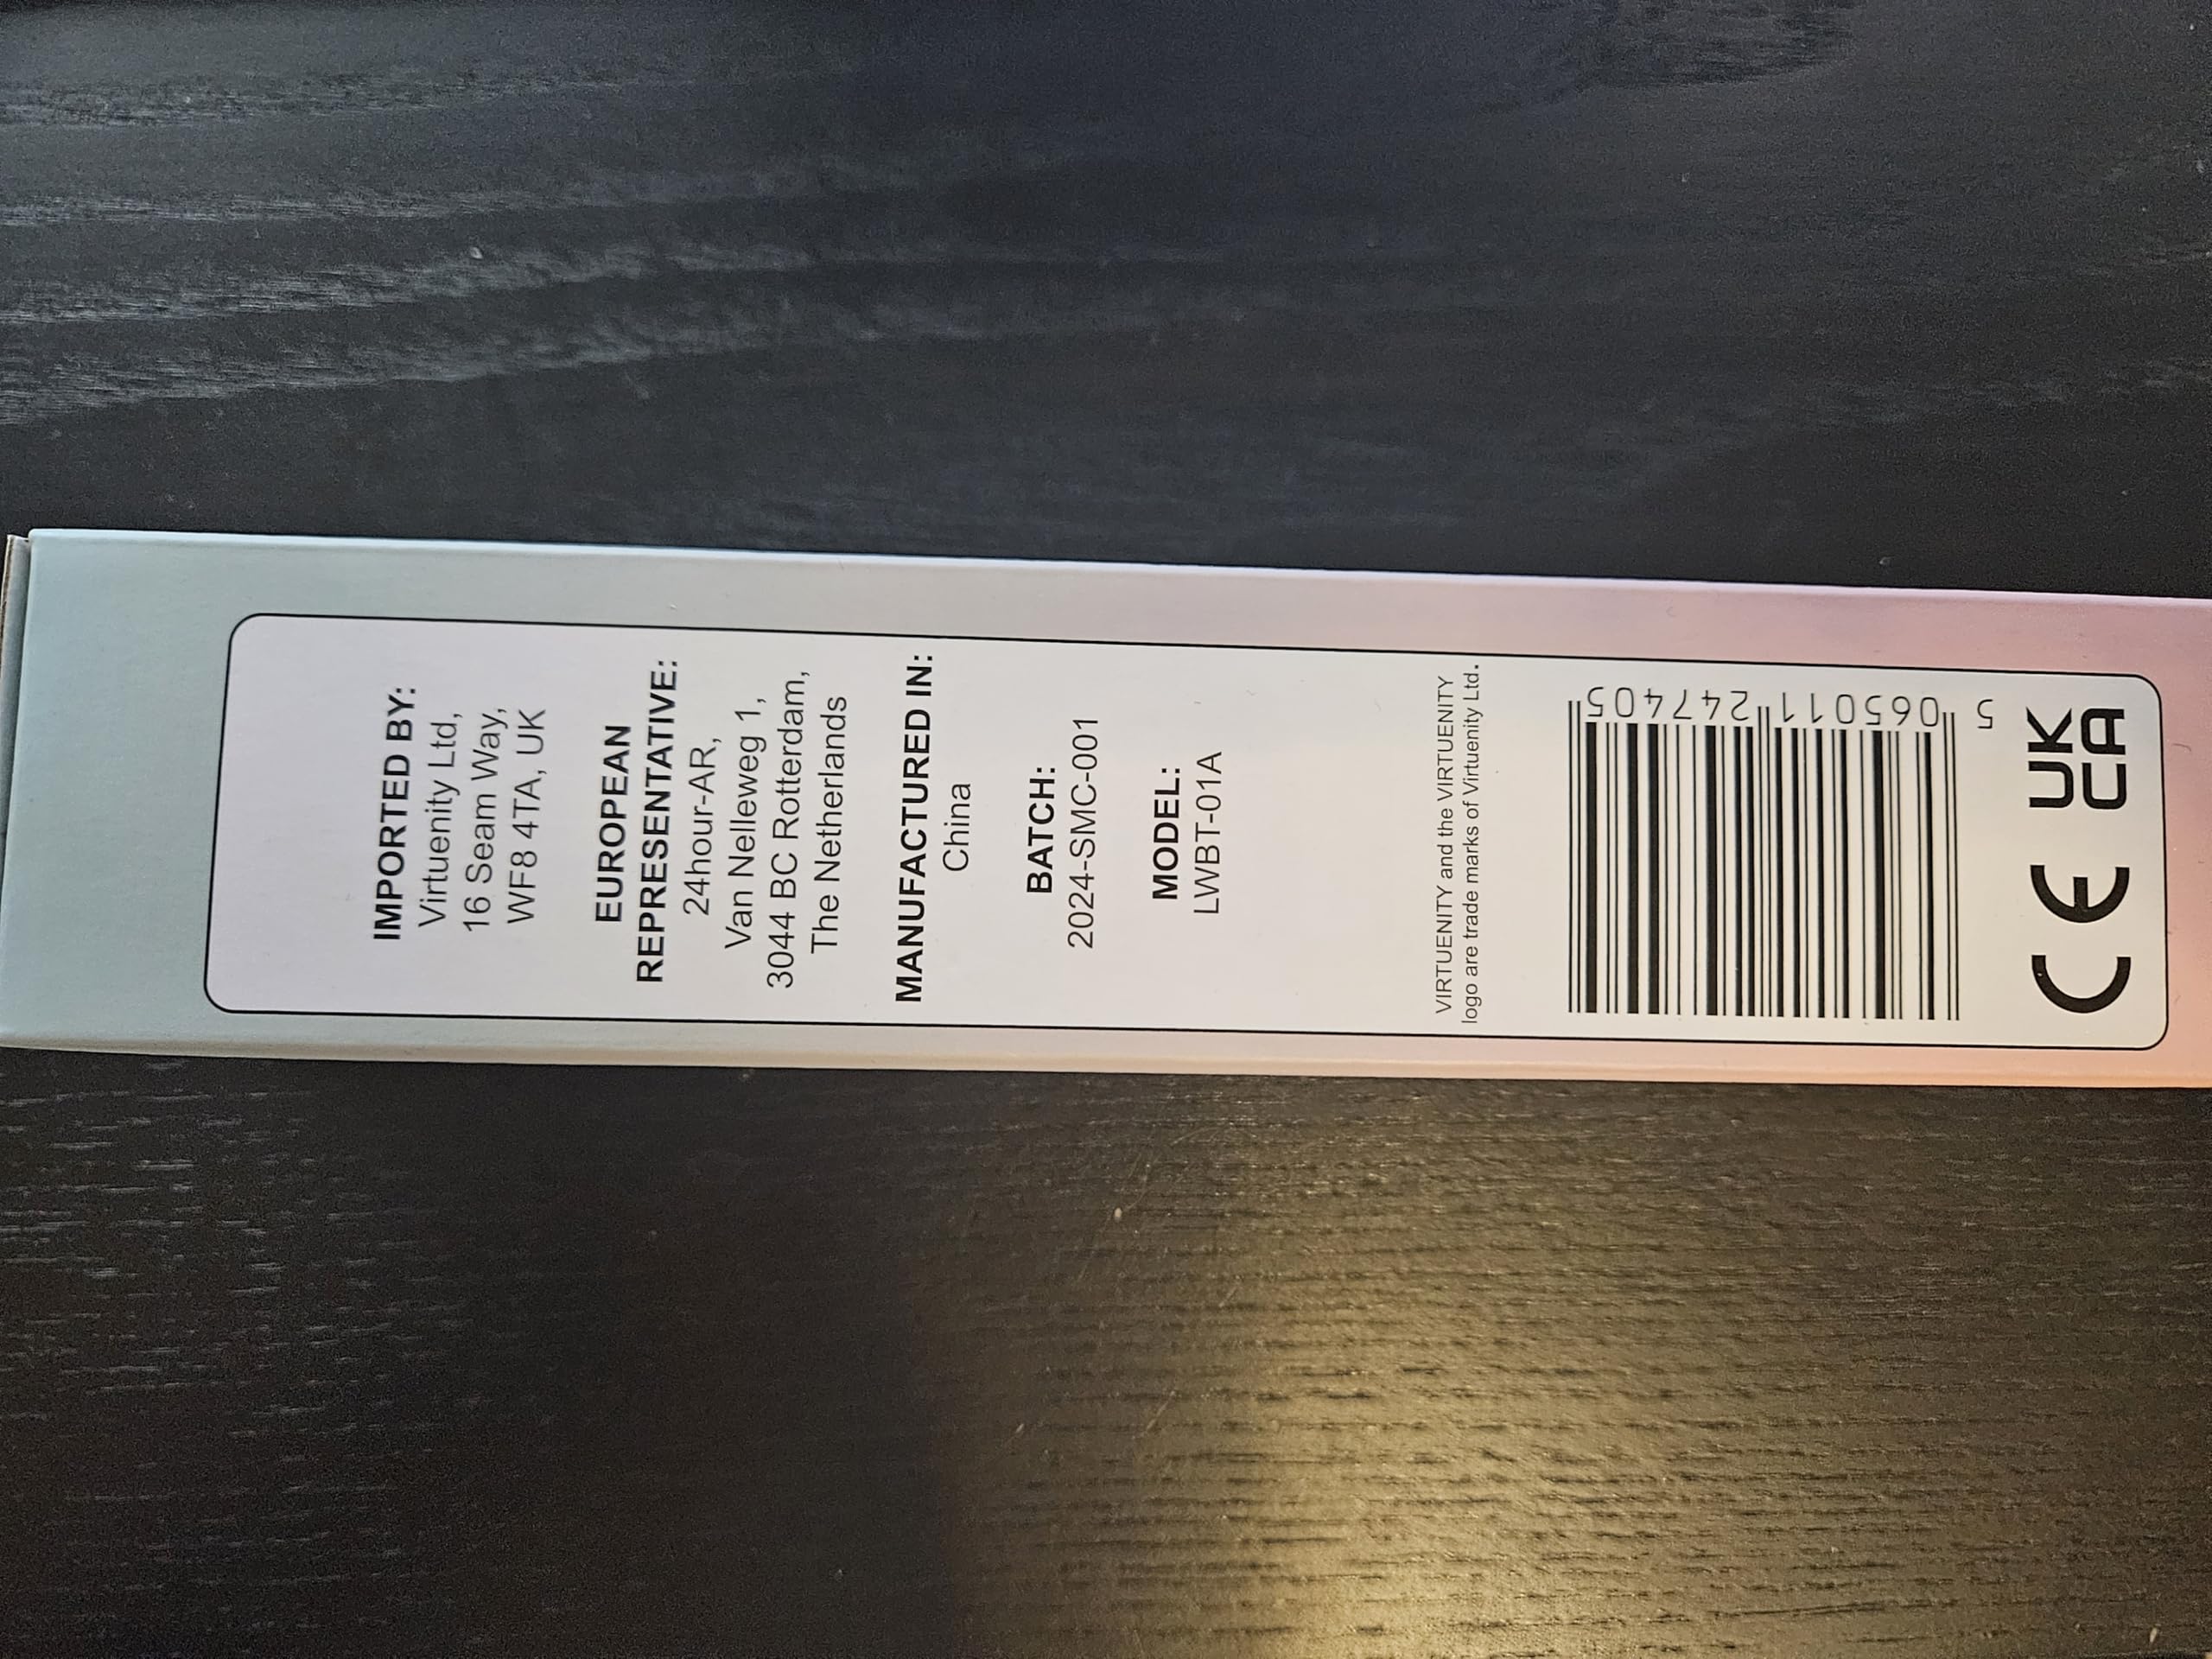 IMPORTED BY:
Virtuenity Ltd,
16 Seam Way,
WF8 4TA, UK
EUROPEAN
REPRESENTATIVE:
24hour-AR,
Van Nelleweg 1,
3044 BC Rotterdam,
The Netherlands
MANUFACTURED IN:
China
BATCH:
2024-SMC-001
MODEL:
LWBT-01A
VIRTUENITY and the VIRTUENITY
logo are trade marks of Virtuenity Ltd.
5 065011 247405
CE UK
CA